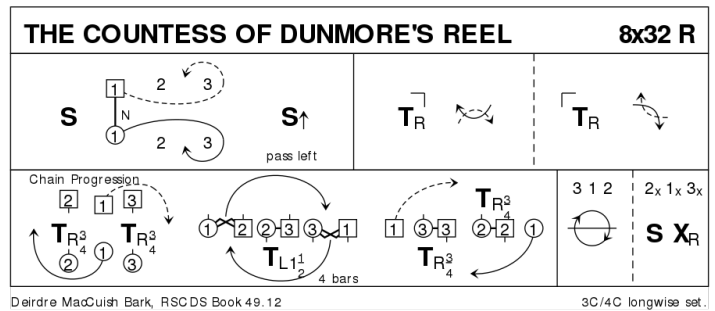 THE COUNTESS OF DUNMORE'S REEL 8x32 R
1 2 3
S N S↑ TR TR
1 2 3
pass left
Chain Progression
2 1 3
TR¾ TR¾
2 1 3
1 2 2 3 3 1
TL1½
4 bars
TR¾
1 3 3 2 2 1
TR¾
3 1 2
2x 1x 3x
S XR
Deirdre MacCuish Bark, RSCDS Book 49.12 3C/4C longwise set.